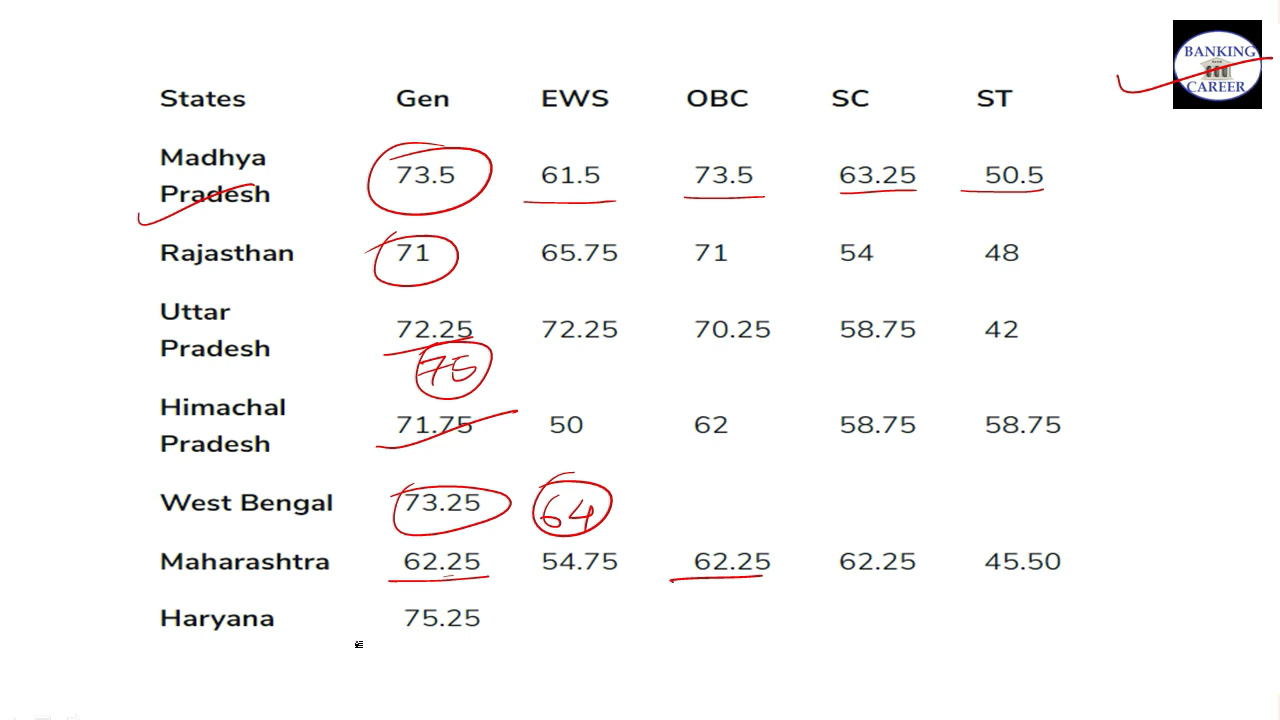 BANKING
CAREER
States Gen EWS OBC SC ST
Madhya
Pradesh 73.5 61.5 73.5 63.25 50.5
Rajasthan 71 65.75 71 54 48
Uttar
Pradesh 72.25 72.25 70.25 58.75 42
75
Himachal
Pradesh 71.75 50 62 58.75 58.75
West Bengal 73.25 64
Maharashtra 62.25 54.75 62.25 62.25 45.50
Haryana 75.25